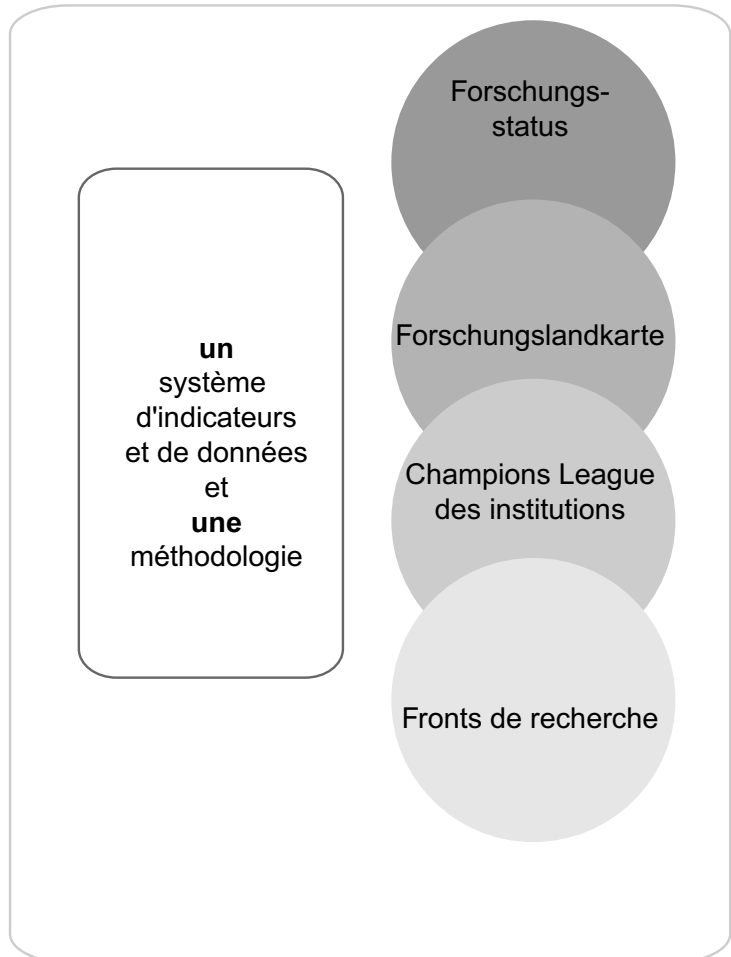 un
système
d'indicateurs
et de données
et
une
méthodologie
Forschungs-
status
Forschungslandkarte
Champions League
des institutions
Fronts de recherche